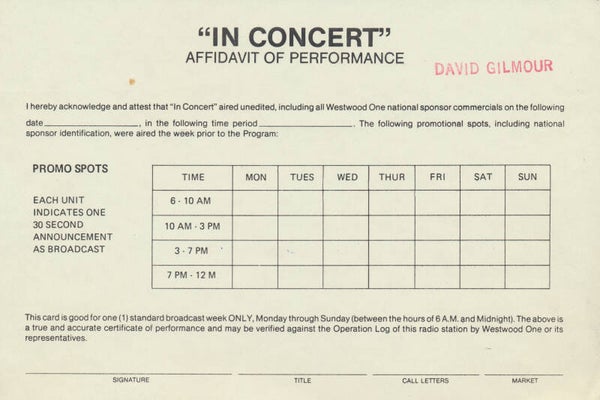 “IN CONCERT”
AFFIDAVIT OF PERFORMANCE
DAVID GILMOUR
I hereby acknowledge and attest that “In Concert” aired unedited, including all Westwood One national sponsor commercials on the following
date____________________, in the following time period____________________. The following promotional spots, including national
sponsor identification, were aired the week prior to the Program:
PROMO SPOTS
EACH UNIT
INDICATES ONE
30 SECOND
ANNOUNCEMENT
AS BROADCAST
TIME MON TUES WED THUR FRI SAT SUN
6 - 10 AM
10 AM - 3 PM
3 - 7 PM
7 PM - 12 M
This card is good for one (1) standard broadcast week ONLY, Monday through Sunday (between the hours of 6 A.M. and Midnight). The above is
a true and accurate certificate of performance and may be verified against the Operation Log of this radio station by Westwood One or its
representatives.
SIGNATURE TITLE CALL LETTERS MARKET